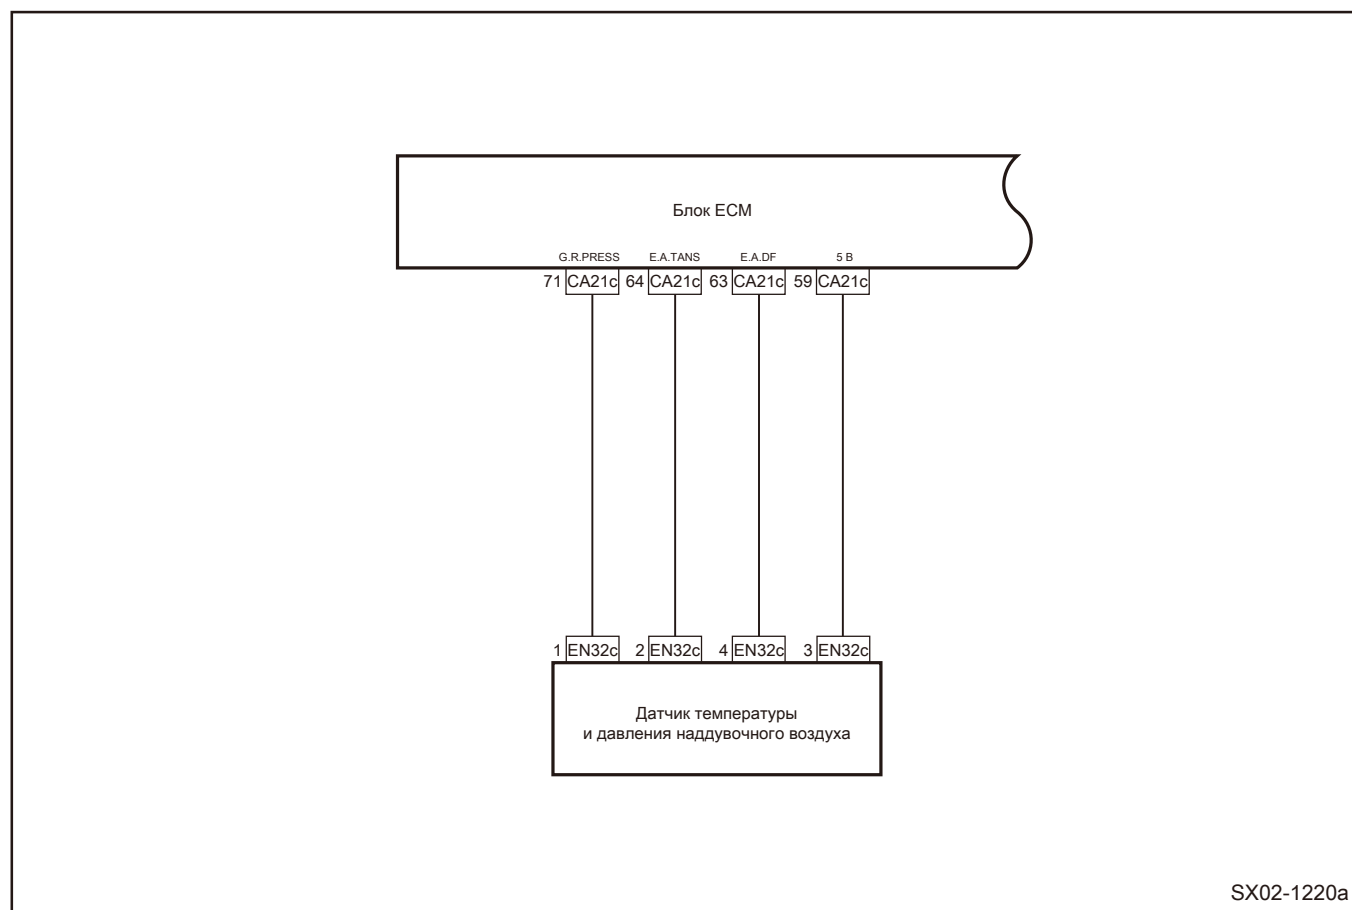 Блок ECM
G.R.PRESS E.A.TANS E.A.DF 5 В
71 CA21c 64 CA21c 63 CA21c 59 CA21c
1 EN32c 2 EN32c 4 EN32c 3 EN32c
Датчик температуры
и давления наддувочного воздуха
SX02-1220a